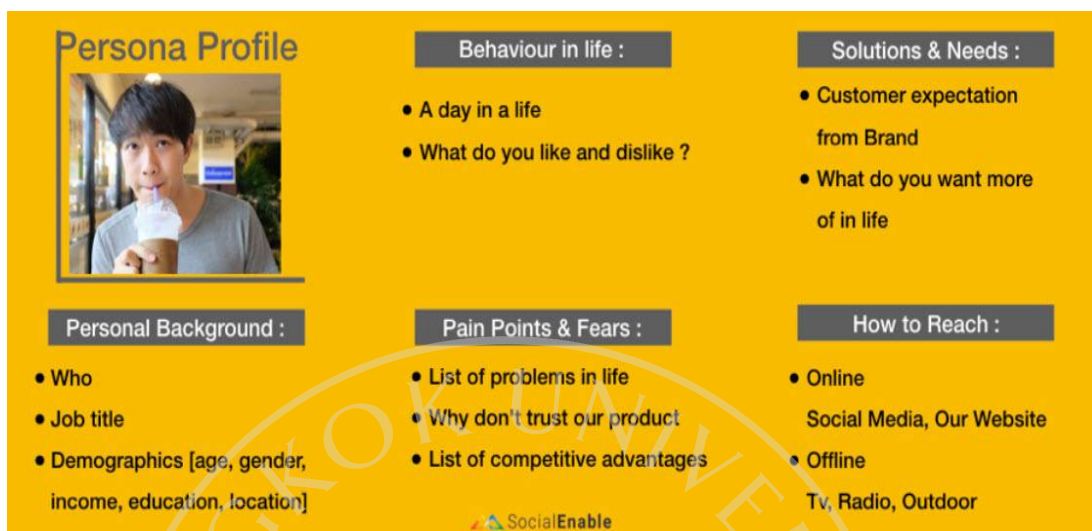 Persona Profile
Behaviour in life :
• A day in a life
• What do you like and dislike ?
Solutions & Needs :
• Customer expectation
from Brand
• What do you want more
of in life
Personal Background :
• Who
• Job title
• Demographics [age, gender,
income, education, location]
Pain Points & Fears :
• List of problems in life
• Why don't trust our product
• List of competitive advantages
How to Reach :
• Online
Social Media, Our Website
• Offline
Tv, Radio, Outdoor
SocialEnable
KOK UNIVE